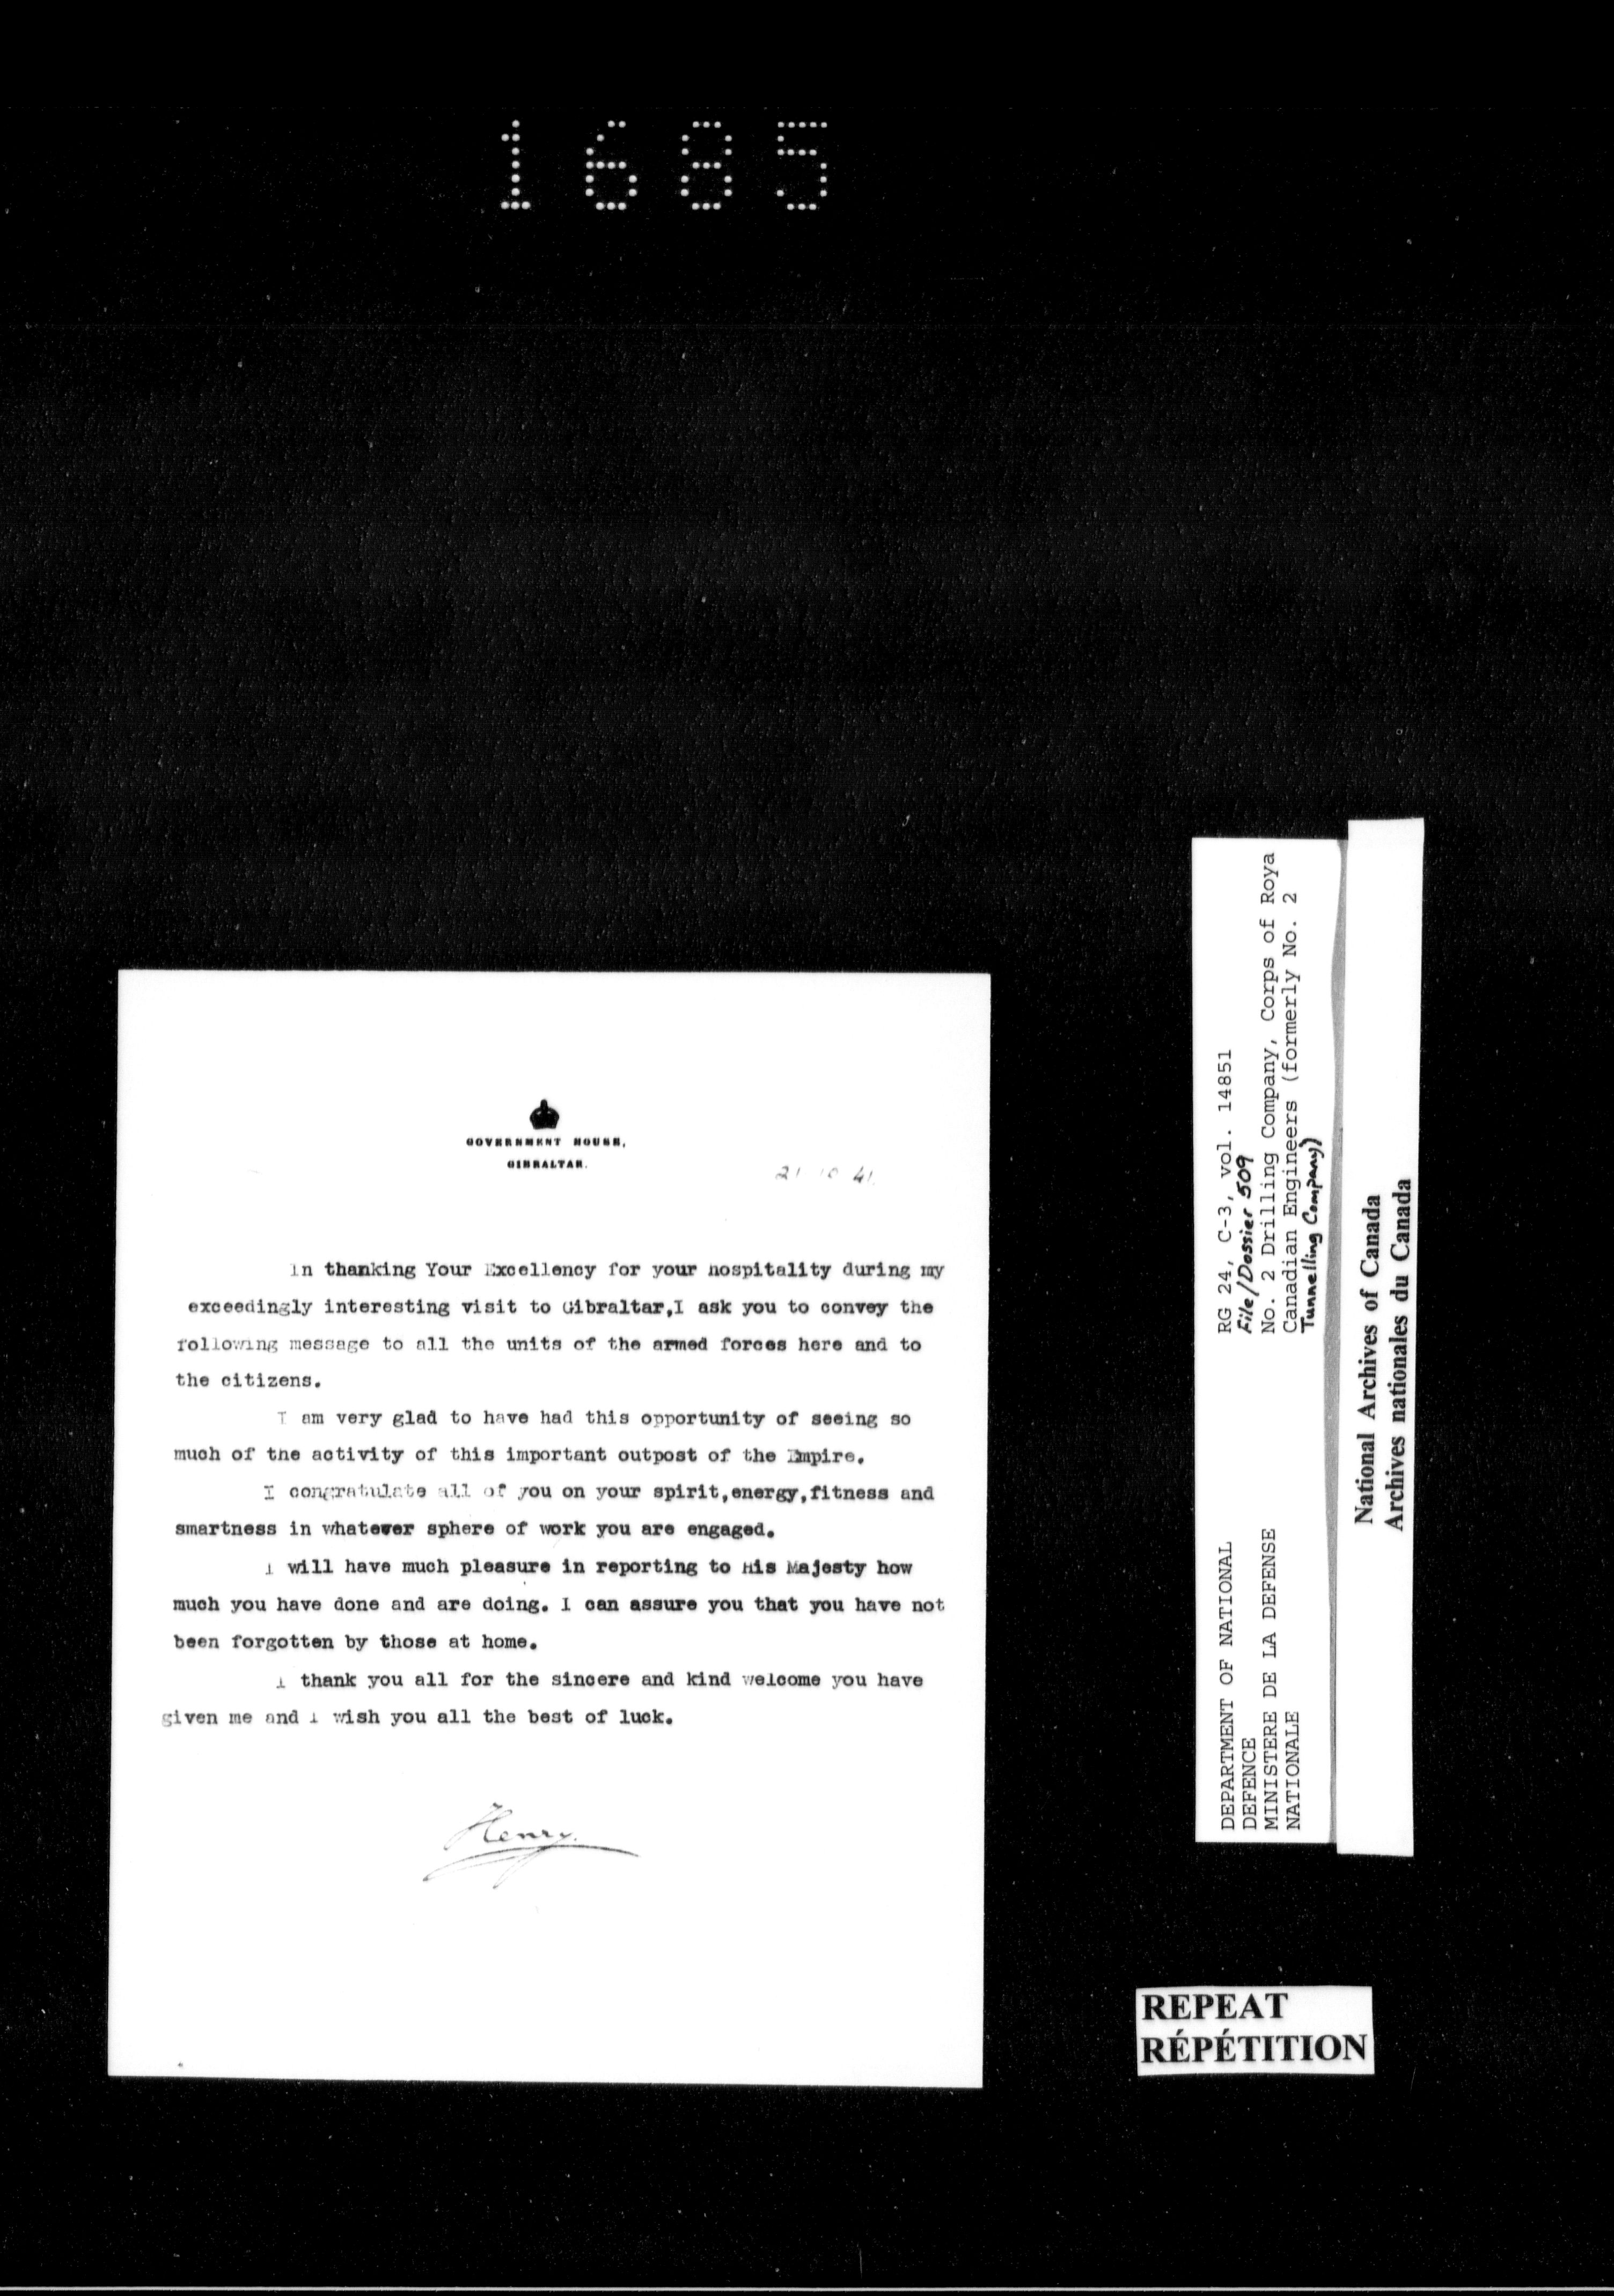 1685
GOVERNMENT HOUSE,
GIBRALTAR.
21 10 41
In thanking Your Excellency for your hospitality during my
exceedingly interesting visit to Gibraltar,I ask you to convey the
following message to all the units of the armed forces here and to
the citizens.
I am very glad to have had this opportunity of seeing so
much of the activity of this important outpost of the Empire.
I congratulate all of you on your spirit,energy,fitness and
smartness in whatever sphere of work you are engaged.
I will have much pleasure in reporting to His Majesty how
much you have done and are doing. I can assure you that you have not
been forgotten by those at home.
I thank you all for the sincere and kind welcome you have
given me and I wish you all the best of luck.
Henry.
DEPARTMENT OF NATIONAL
DEFENCE
MINISTERE DE LA DEFENSE
NATIONALE
RG 24, C-3, vol. 14851
File/Dossier 509
No. 2 Drilling Company, Corps of Roya
Canadian Engineers (formerly No. 2
Tunnelling Company)
National Archives of Canada
Archives nationales du Canada
REPEAT
RÉPÉTITION